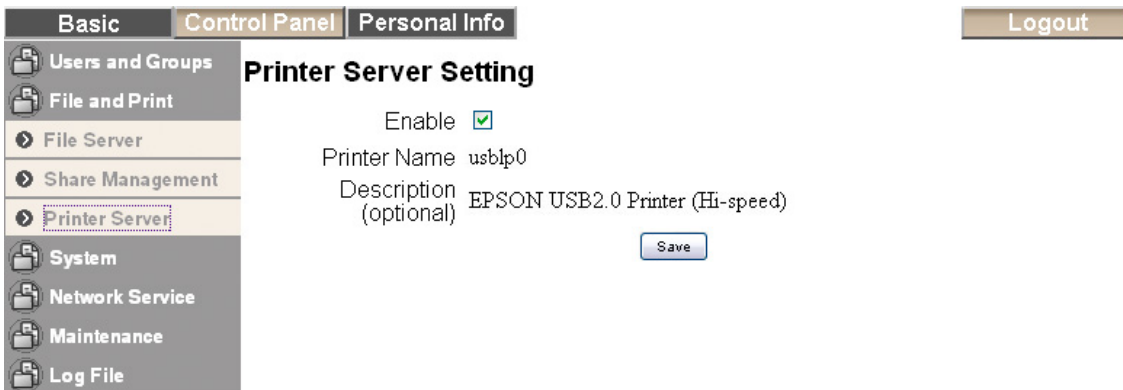 Basic
Control Panel
Personal Info
Logout
Users and Groups
File and Print
File Server
Share Management
Printer Server
System
Network Service
Maintenance
Log File
Printer Server Setting
Enable
Printer Name usblp0
Description
(optional) EPSON USB2.0 Printer (Hi-speed)
Save